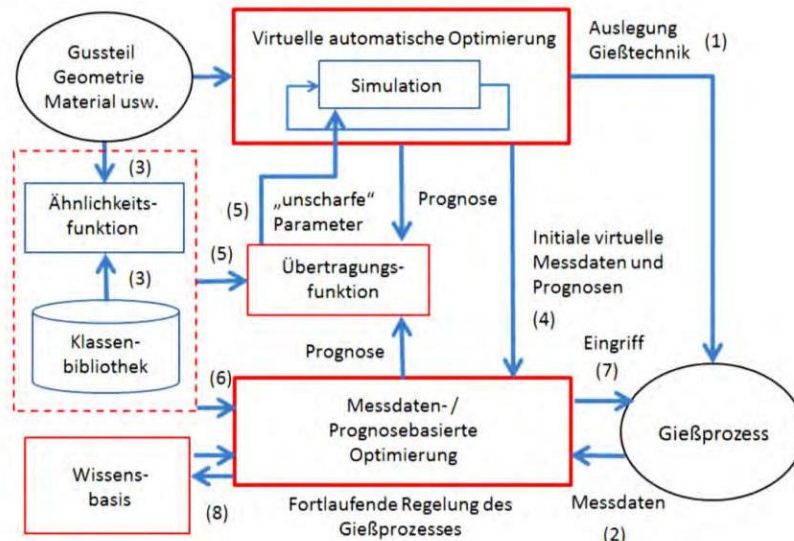 Gussteil
Geometrie
Material usw.
Virtuelle automatische Optimierung
Simulation
Auslegung
Gießtechnik
(1)
(3)
Ähnlichkeits-
funktion
(3)
Klassen-
bibliothek
(5)
„unscharfe“
Parameter
(5)
Prognose
Übertragungs-
funktion
Prognose
Initiale virtuelle
Messdaten und
Prognosen
(4)
Eingriff
(7)
(6)
Messdaten- /
Prognosebasierte
Optimierung
Gießprozess
Wissens-
basis
(8)
Fortlaufende Regelung des
Gießprozesses
Messdaten
(2)